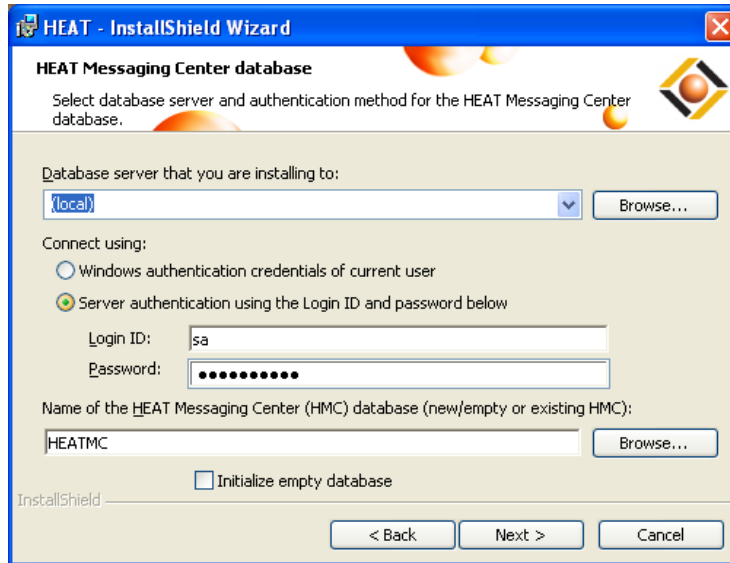 HEAT - InstallShield Wizard
HEAT Messaging Center database
Select database server and authentication method for the HEAT Messaging Center
database.
Database server that you are installing to:
(local)
Browse...
Connect using:
Windows authentication credentials of current user
Server authentication using the Login ID and password below
Login ID:
sa
Password:
●●●●●●●●●●
Name of the HEAT Messaging Center (HMC) database (new/empty or existing HMC):
HEATMC
Browse...
Initialize empty database
InstallShield
< Back
Next >
Cancel